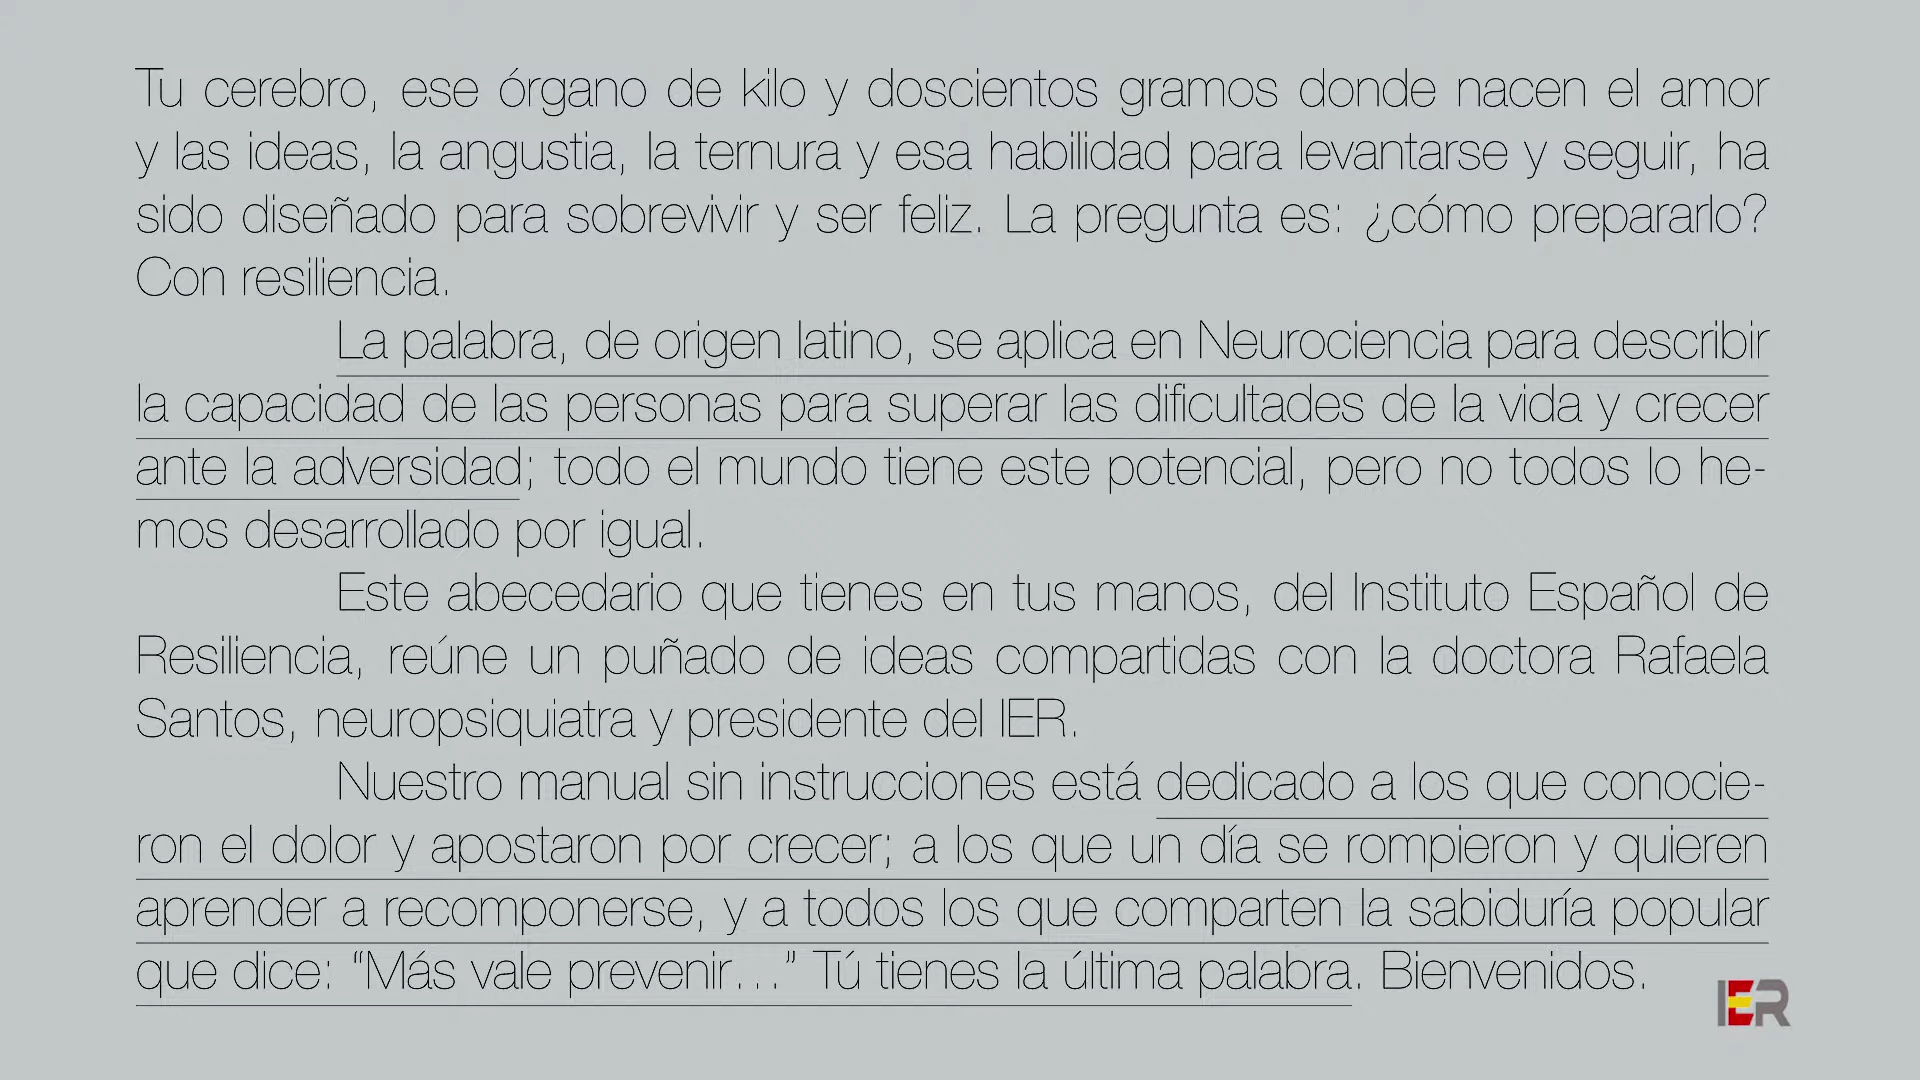 Tu cerebro, ese órgano de kilo y doscientos gramos donde nacen el amor
y las ideas, la angustia, la ternura y esa habilidad para levantarse y seguir, ha
sido diseñado para sobrevivir y ser feliz. La pregunta es: ¿cómo prepararlo?
Con resiliencia.
La palabra, de origen latino, se aplica en Neurociencia para describir
la capacidad de las personas para superar las dificultades de la vida y crecer
ante la adversidad; todo el mundo tiene este potencial, pero no todos lo he-
mos desarrollado por igual.
Este abecedario que tienes en tus manos, del Instituto Español de
Resiliencia, reúne un puñado de ideas compartidas con la doctora Rafaela
Santos, neuropsiquiatra y presidente del IER.
Nuestro manual sin instrucciones está dedicado a los que conocie-
ron el dolor y apostaron por crecer; a los que un día se rompieron y quieren
aprender a recomponerse, y a todos los que comparten la sabiduría popular
que dice: “Más vale prevenir…” Tú tienes la última palabra. Bienvenidos.
IER